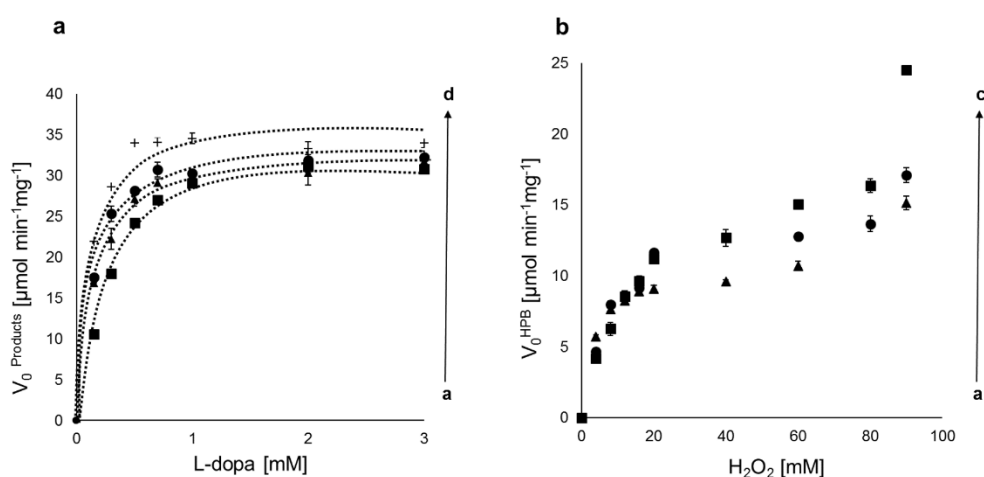 a
V₀ Products [µmol min⁻¹mg⁻¹]
40
35
30
25
20
15
10
5
0
0
1
2
3
L-dopa [mM]
d
a
b
V₀ᴴᴾᴮ [µmol min⁻¹mg⁻¹]
25
20
15
10
5
0
0
20
40
60
80
100
H₂O₂ [mM]
c
a